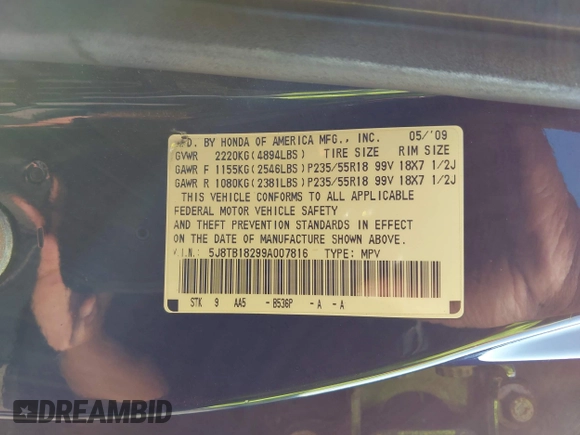 MFD. BY HONDA OF AMERICA MFG., INC. 05/'09
GVWR 2220KG(4894LBS) TIRE SIZE RIM SIZE
GAWR F 1155KG(2546LBS)P235/55R18 99V 18X7 1/2J
GAWR R 1080KG(2381LBS)P235/55R18 99V 18X7 1/2J
THIS VEHICLE CONFORMS TO ALL APPLICABLE
FEDERAL MOTOR VEHICLE SAFETY
AND THEFT PREVENTION STANDARDS IN EFFECT
ON THE DATE OF MANUFACTURE SHOWN ABOVE.
V.I.N.: 5J8TB18299A007816 TYPE: MPV
STK 9 AA5 -B536P -A -A
DREAMBID